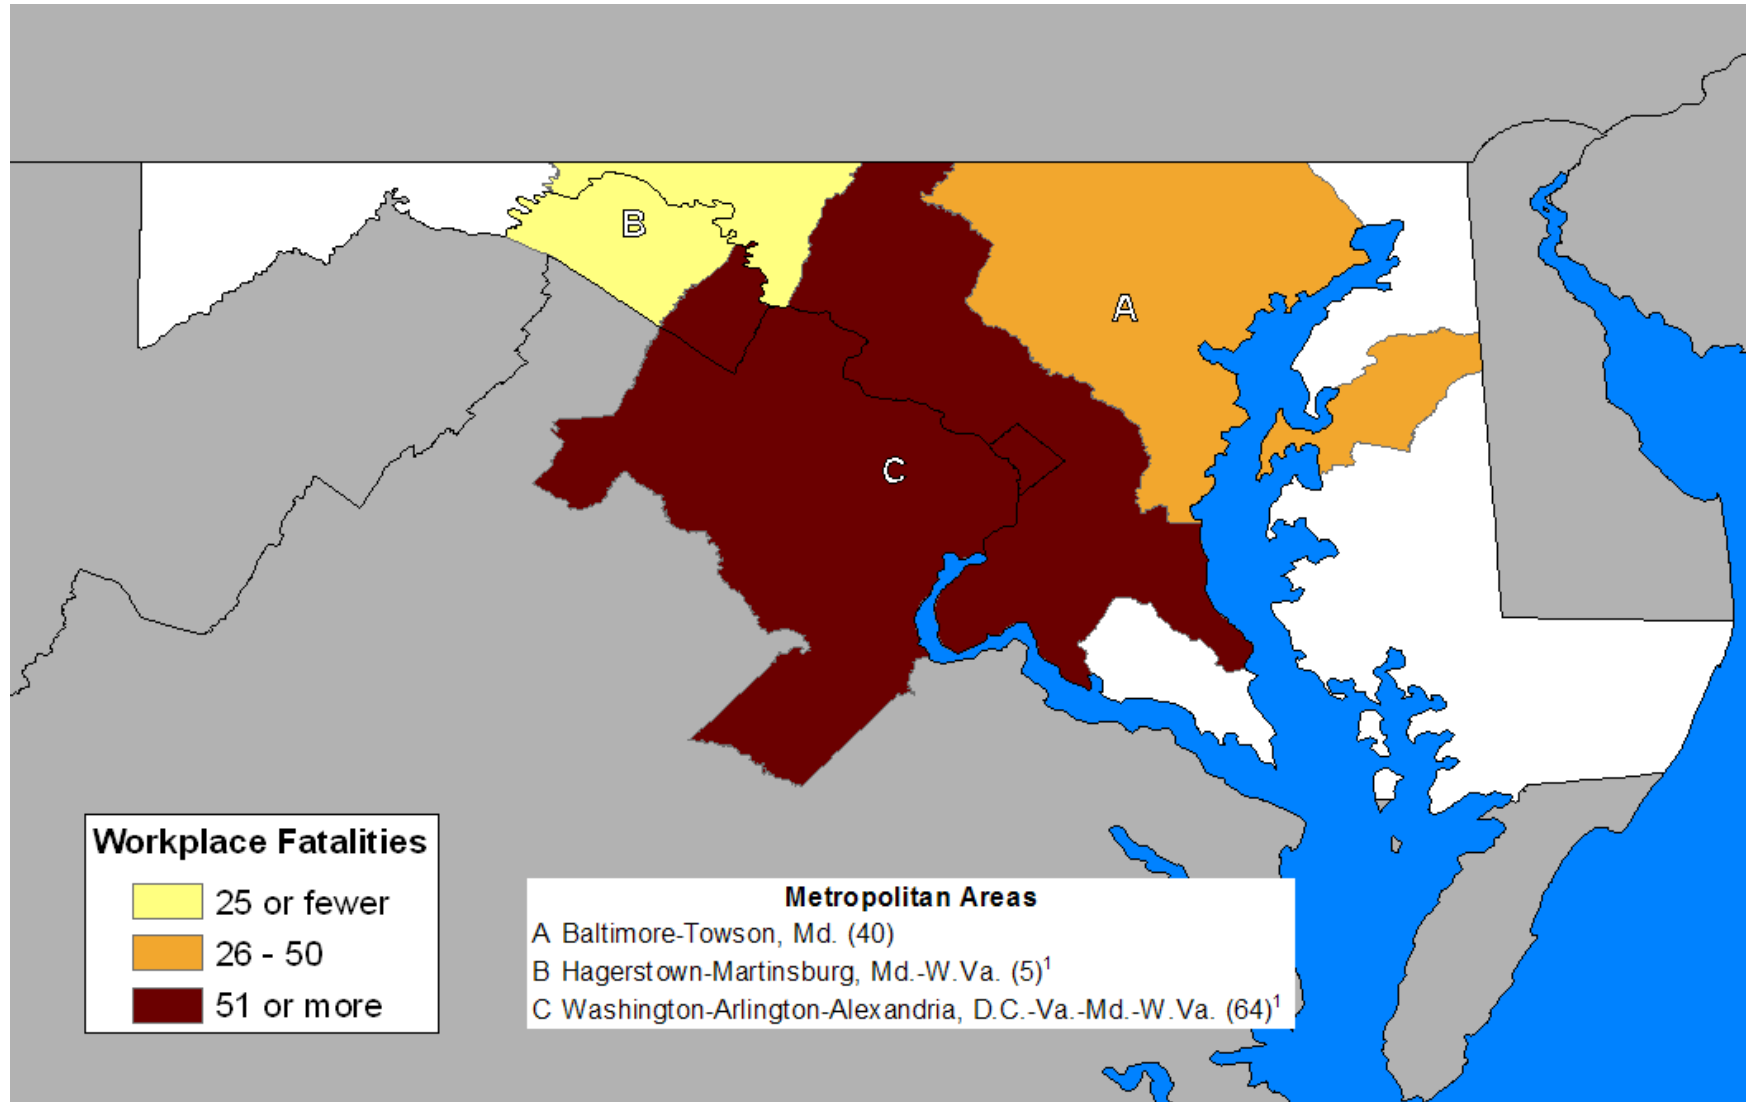 B
A
C
Workplace Fatalities
25 or fewer
26 - 50
51 or more
Metropolitan Areas
A Baltimore-Towson, Md. (40)
B Hagerstown-Martinsburg, Md.-W.Va. (5)¹
C Washington-Arlington-Alexandria, D.C.-Va.-Md.-W.Va. (64)¹